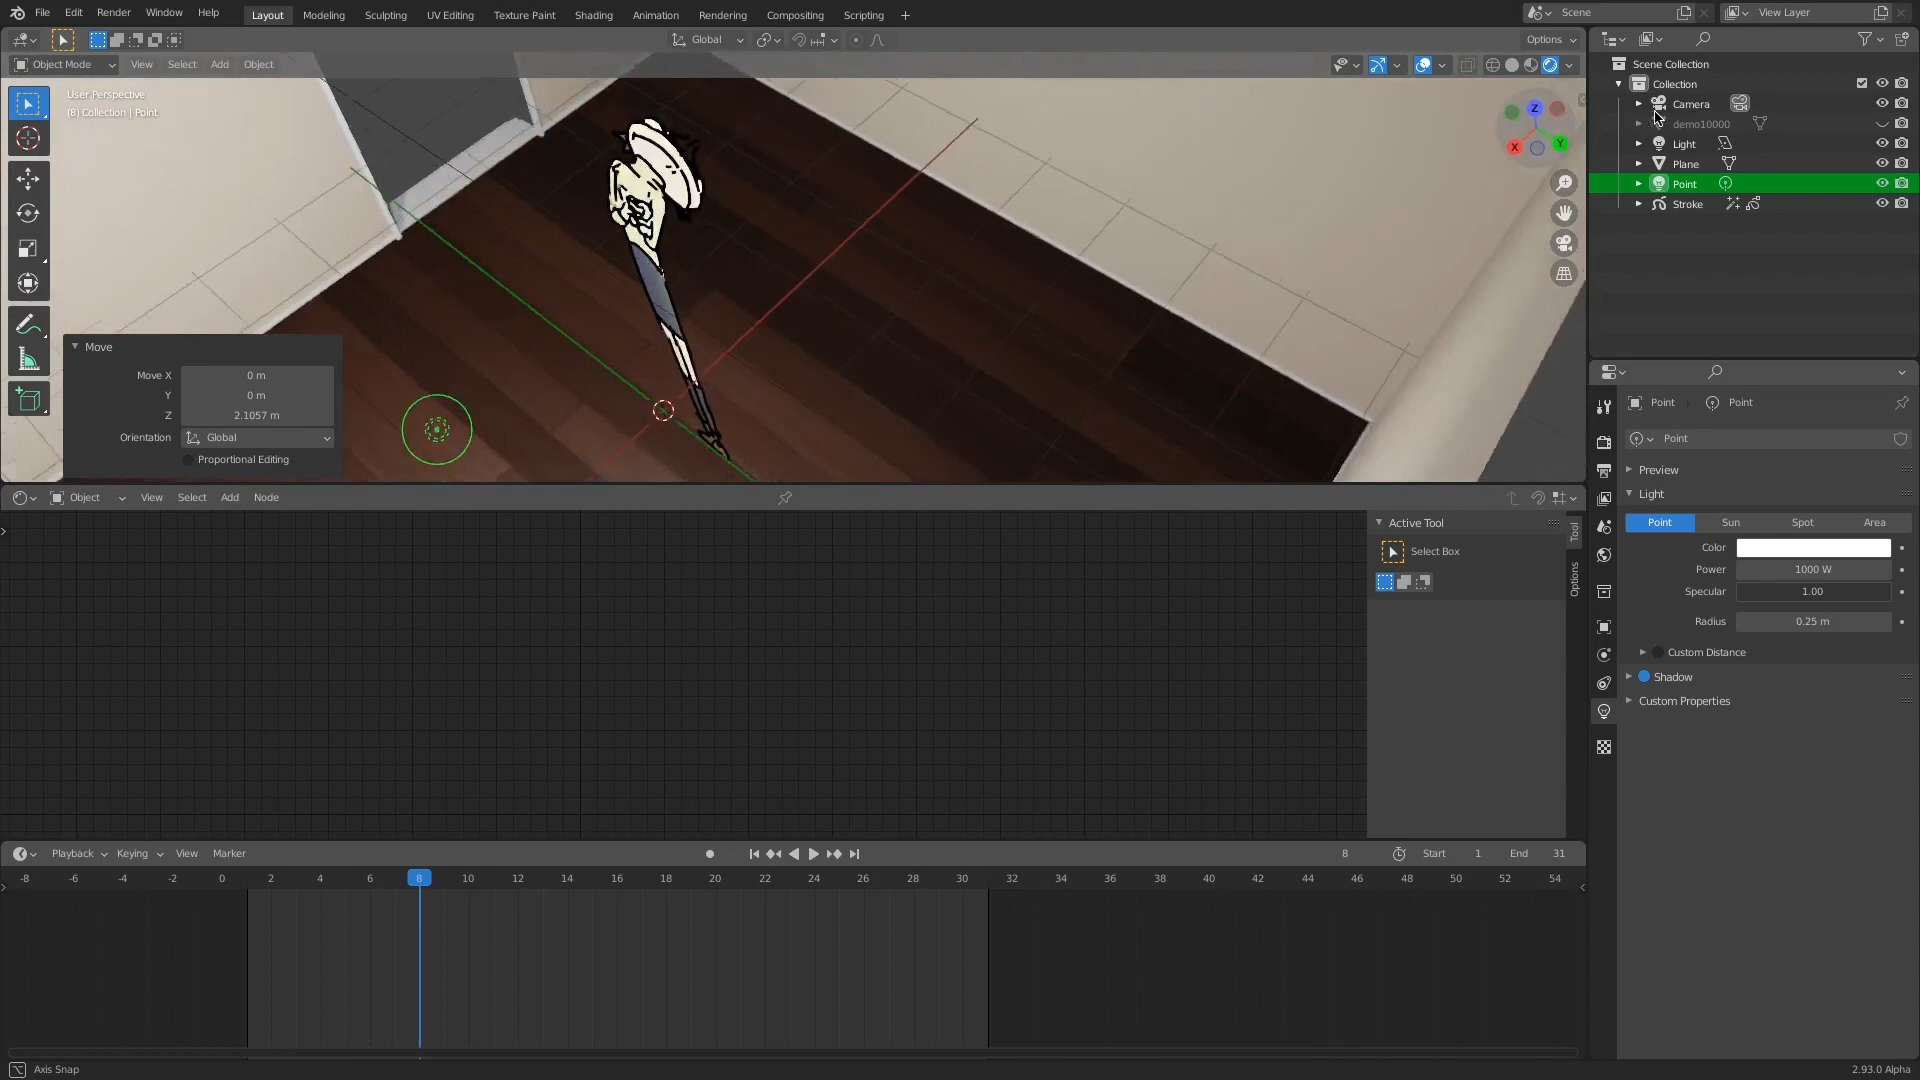 File Edit Render Window Help Layout Modeling Sculpting UV Editing Texture Paint Shading Animation Rendering Compositing Scripting + Scene View Layer
Global Options
Object Mode View Select Add Object
User Perspective
(8) Collection | Point
Z
X
Y
Move
Move X 0 m
Y 0 m
Z 2.1057 m
Orientation Global
Proportional Editing
Scene Collection
Collection
Camera
demo10000
Light
Plane
Point
Stroke
Point Point
Point
Preview
Light
Point Sun Spot Area
Color
Power 1000 W
Specular 1.00
Radius 0.25 m
Custom Distance
Shadow
Custom Properties
Object View Select Add Node
Active Tool
Select Box
Tool
Options
Playback Keying View Marker 8 Start 1 End 31
-8 -6 -4 -2 0 2 4 6 8 10 12 14 16 18 20 22 24 26 28 30 32 34 36 38 40 42 44 46 48 50 52 54
Axis Snap 2.93.0 Alpha